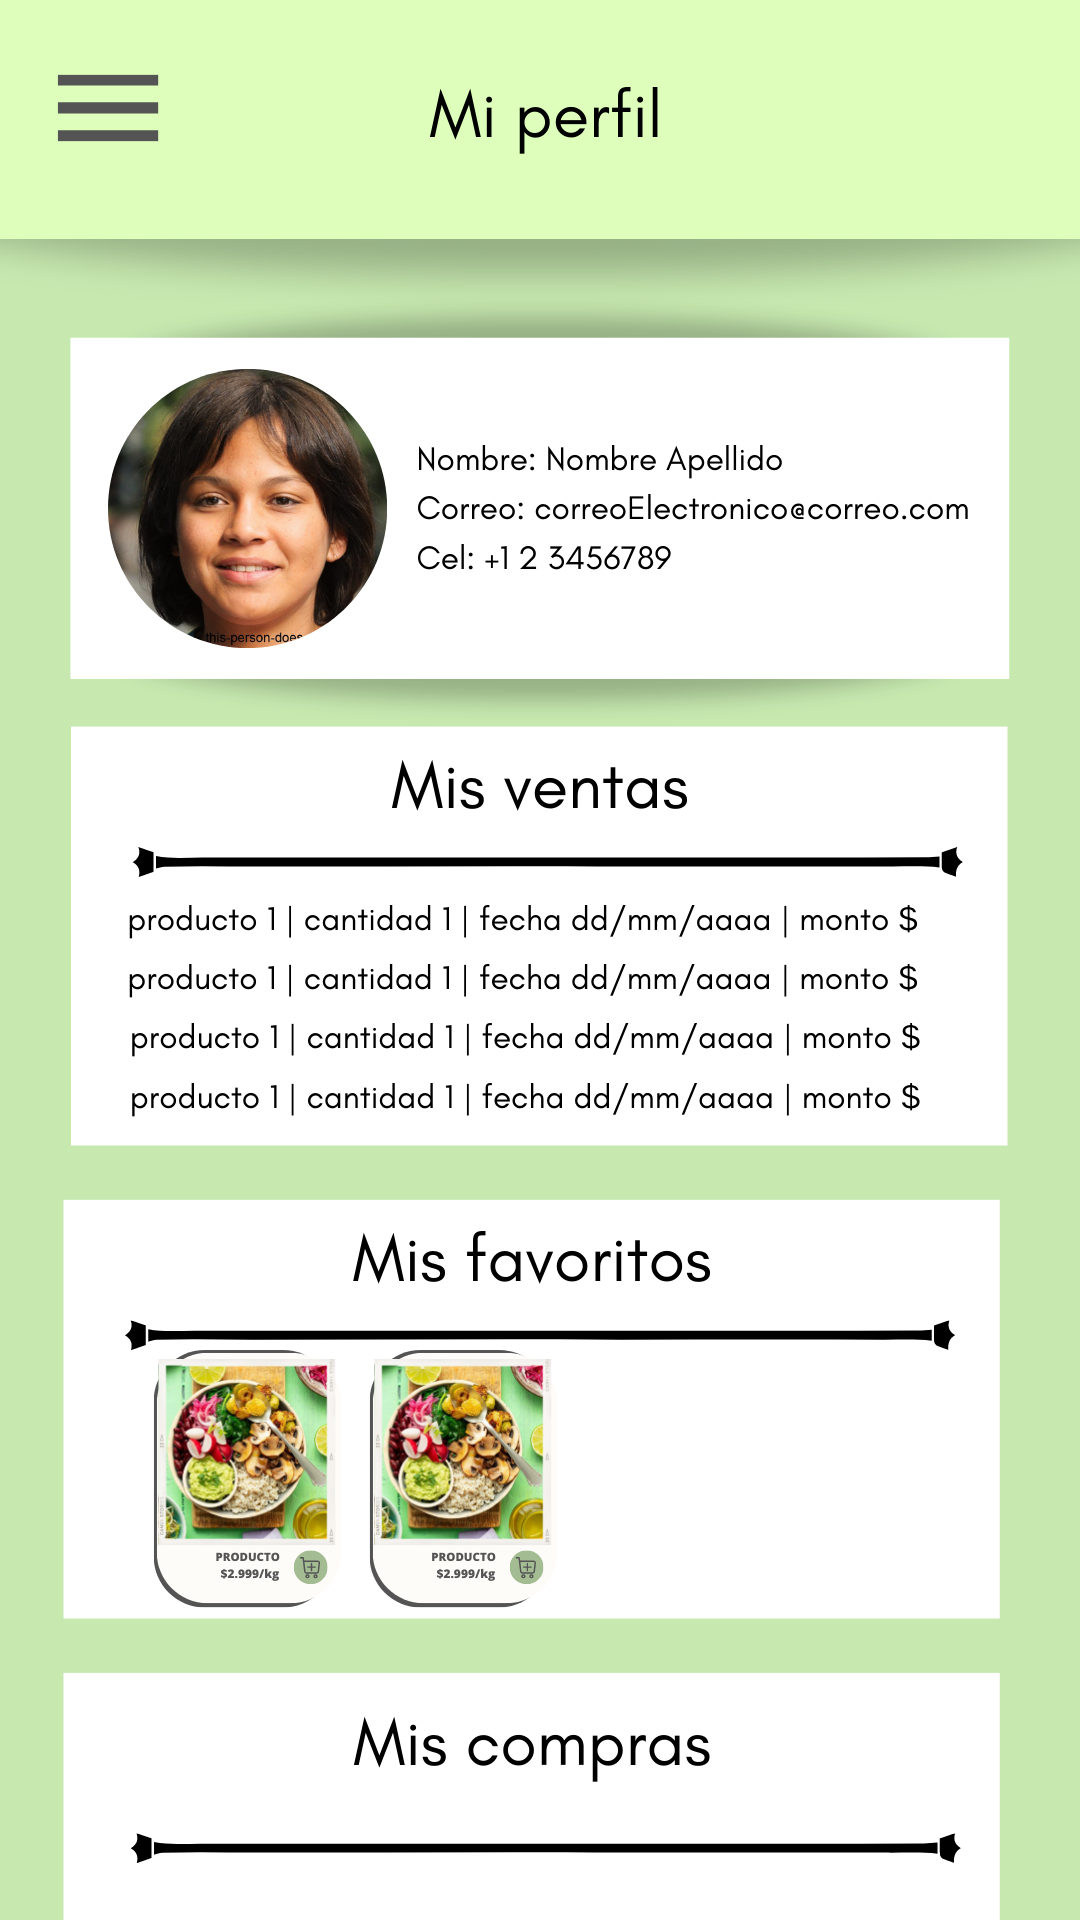 Mi perfil
Nombre: Nombre Apellido
Correo: correoElectronico@correo.com
Cel: +1 2 3456789
this-person-does
Mis ventas
producto 1 | cantidad 1 | fecha dd/mm/aaaa | monto $
producto 1 | cantidad 1 | fecha dd/mm/aaaa | monto $
producto 1 | cantidad 1 | fecha dd/mm/aaaa | monto $
producto 1 | cantidad 1 | fecha dd/mm/aaaa | monto $
Mis favoritos
PRODUCTO
$2.999/kg
PRODUCTO
$2.999/kg
Mis compras